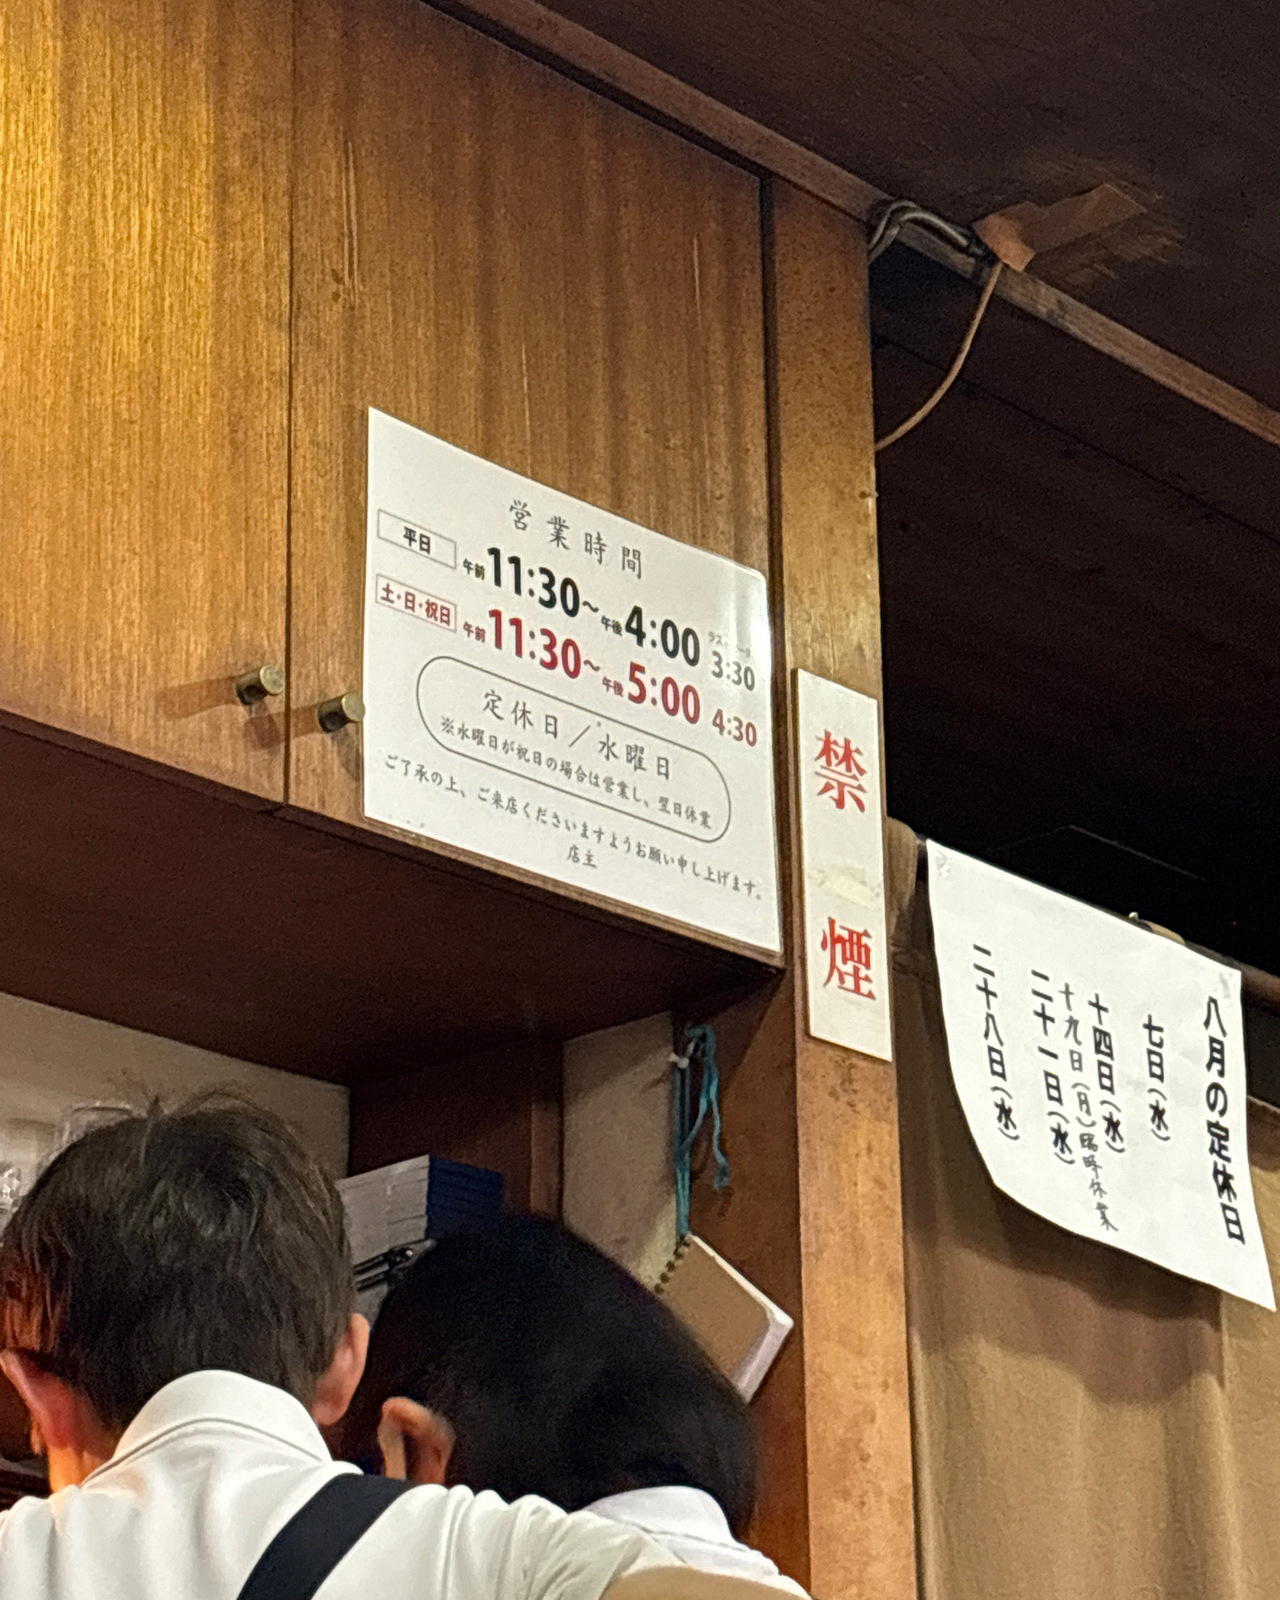 営業時間
平日 午前11:30～午後4:00 ラストオーダー 3:30
土・日・祝日 午前11:30～午後5:00 4:30
定休日／水曜日
※水曜日が祝日の場合は営業し、翌日休業
ご了承の上、ご来店くださいますようお願い申し上げます。
店主
禁煙
八月の定休日
七日（水）
十四日（水）
十九日（月）臨時休業
二十一日（水）
二十八日（水）